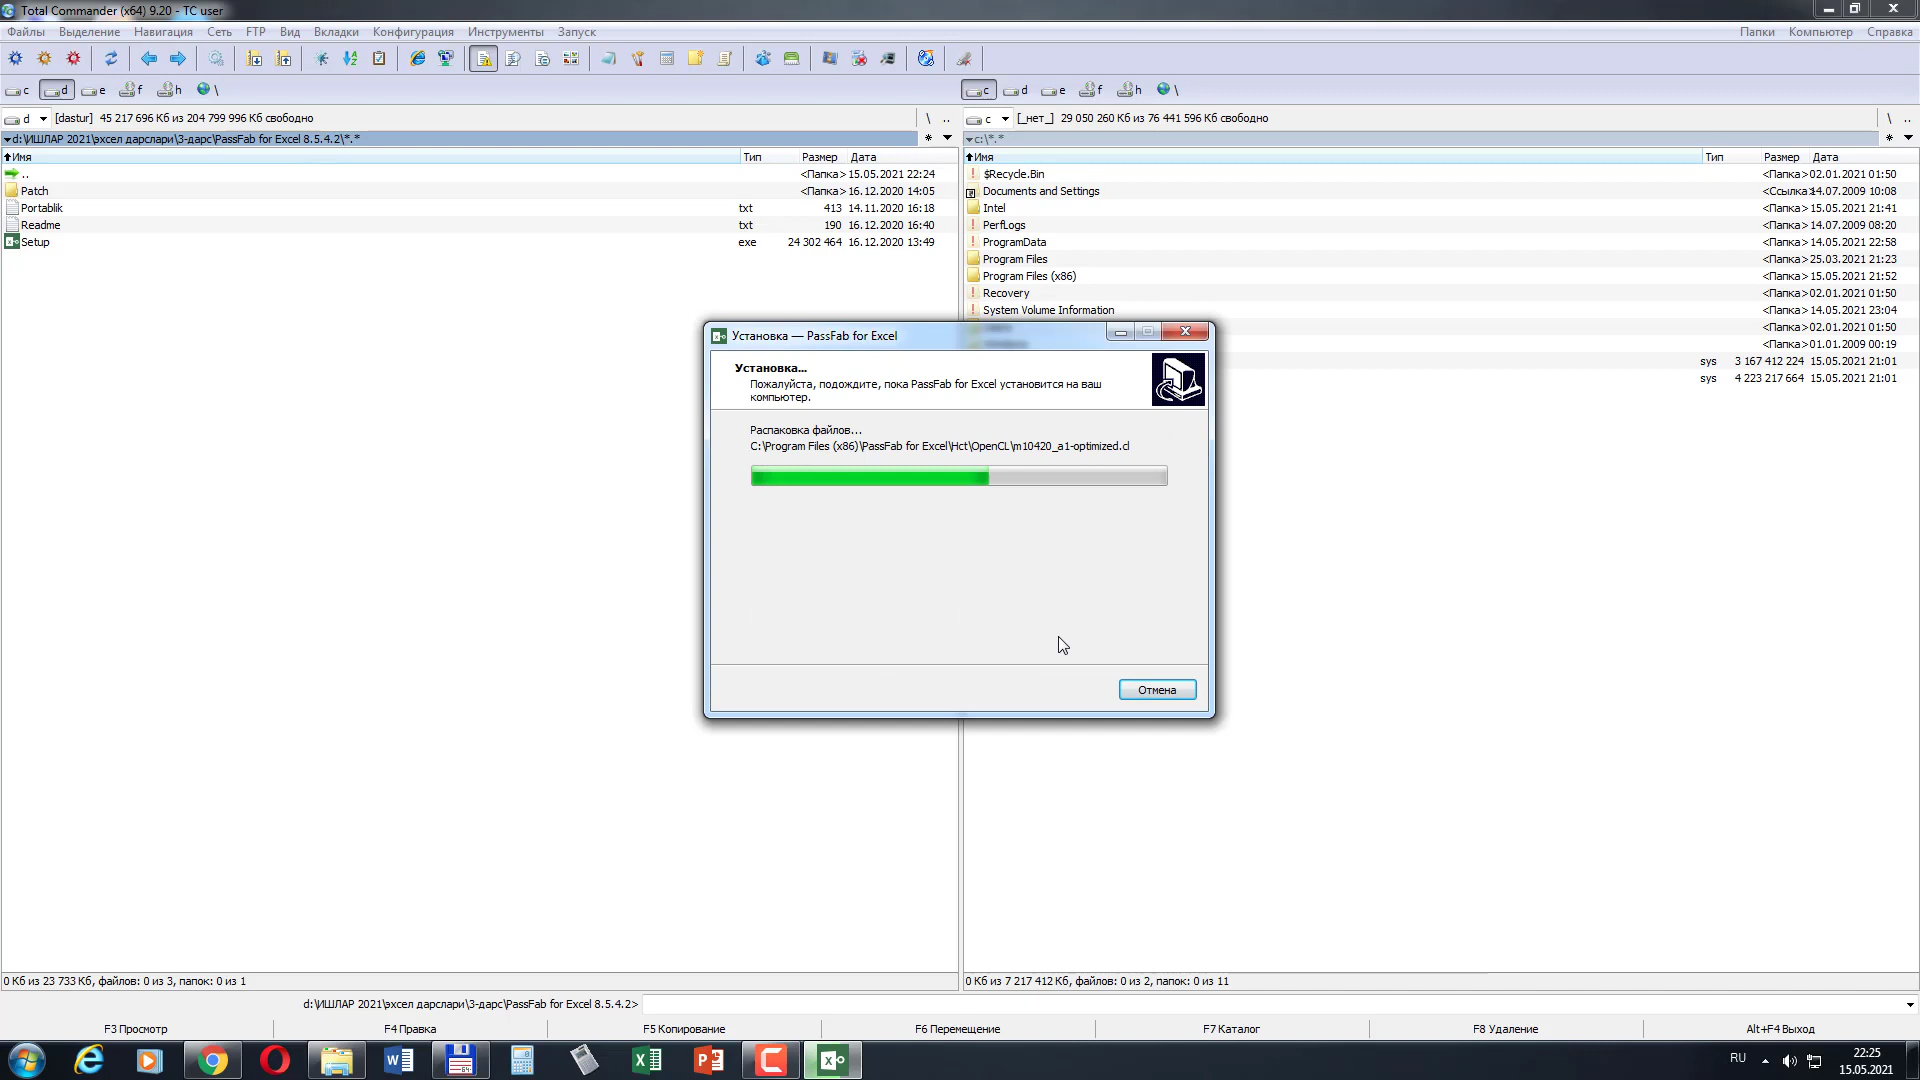 Total Commander (x64) 9.20 - TC user
Файлы Выделение Навигация Сеть FTP Вид Вкладки Конфигурация Инструменты Запуск Папки Компьютер Справка
c d e f h \ c d e f h \
d [dastur] 45 217 696 Кб из 204 799 996 Кб свободно \ ..
c [_нет_] 29 050 260 Кб из 76 441 596 Кб свободно \ ..
d:\ИШЛАР 2021\эхсел дарслари\3-дарс\PassFab for Excel 8.5.4.2\*.* *
c:\*.* *
Имя Тип Размер Дата
.. <Папка> 15.05.2021 22:24
Patch <Папка> 16.12.2020 14:05
Portablik txt 413 14.11.2020 16:18
Readme txt 190 16.12.2020 16:40
Setup exe 24 302 464 16.12.2020 13:49
Имя Тип Размер Дата
$Recycle.Bin <Папка> 02.01.2021 01:50
Documents and Settings <Ссылка> 14.07.2009 10:08
Intel <Папка> 15.05.2021 21:41
PerfLogs <Папка> 14.07.2009 08:20
ProgramData <Папка> 14.05.2021 22:58
Program Files <Папка> 25.03.2021 21:23
Program Files (x86) <Папка> 15.05.2021 21:52
Recovery <Папка> 02.01.2021 01:50
System Volume Information <Папка> 14.05.2021 23:04
<Папка> 02.01.2021 01:50
<Папка> 01.01.2009 00:19
sys 3 167 412 224 15.05.2021 21:01
sys 4 223 217 664 15.05.2021 21:01
Установка — PassFab for Excel
Установка...
Пожалуйста, подождите, пока PassFab for Excel установится на ваш
компьютер.
Распаковка файлов...
C:\Program Files (x86)\PassFab for Excel\Hct\OpenCL\m10420_a1-optimized.cl
Отмена
0 Кб из 23 733 Кб, файлов: 0 из 3, папок: 0 из 1
0 Кб из 7 217 412 Кб, файлов: 0 из 2, папок: 0 из 11
d:\ИШЛАР 2021\эхсел дарслари\3-дарс\PassFab for Excel 8.5.4.2>
F3 Просмотр F4 Правка F5 Копирование F6 Перемещение F7 Каталог F8 Удаление Alt+F4 Выход
RU
22:25
15.05.2021